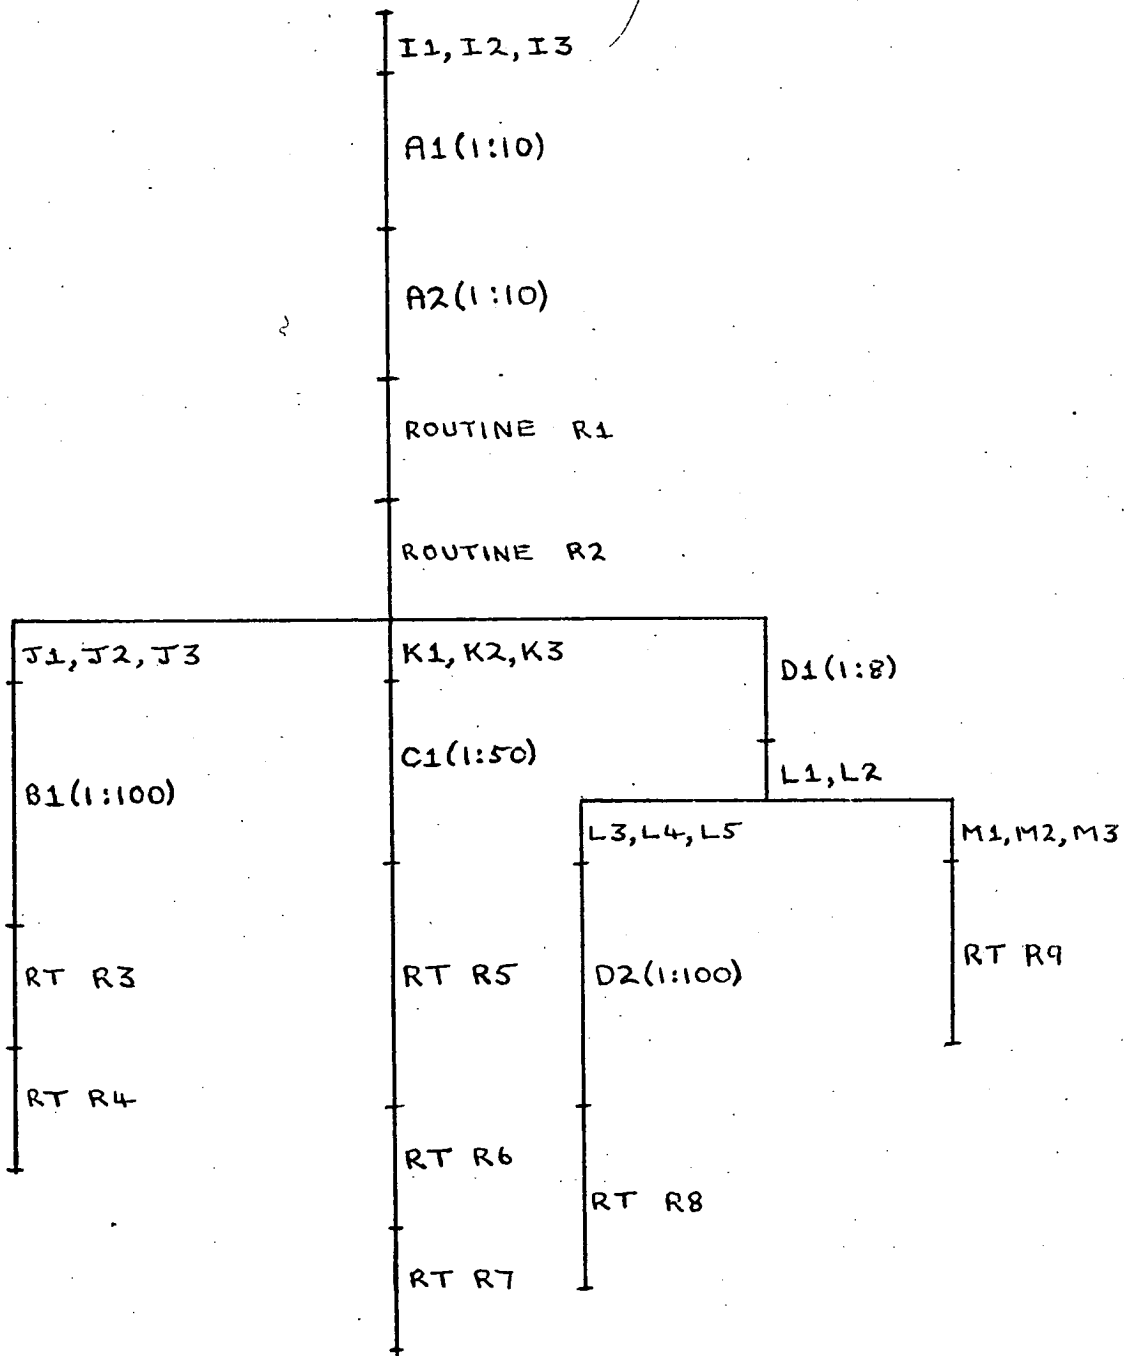 I1, I2, I3
A1(1:10)
A2(1:10)
ROUTINE R1
ROUTINE R2
J1, J2, J3
B1(1:100)
RT R3
RT R4
K1, K2, K3
C1(1:50)
RT R5
RT R6
RT R7
D1(1:8)
L1, L2
L3, L4, L5
D2(1:100)
RT R8
M1, M2, M3
RT R9